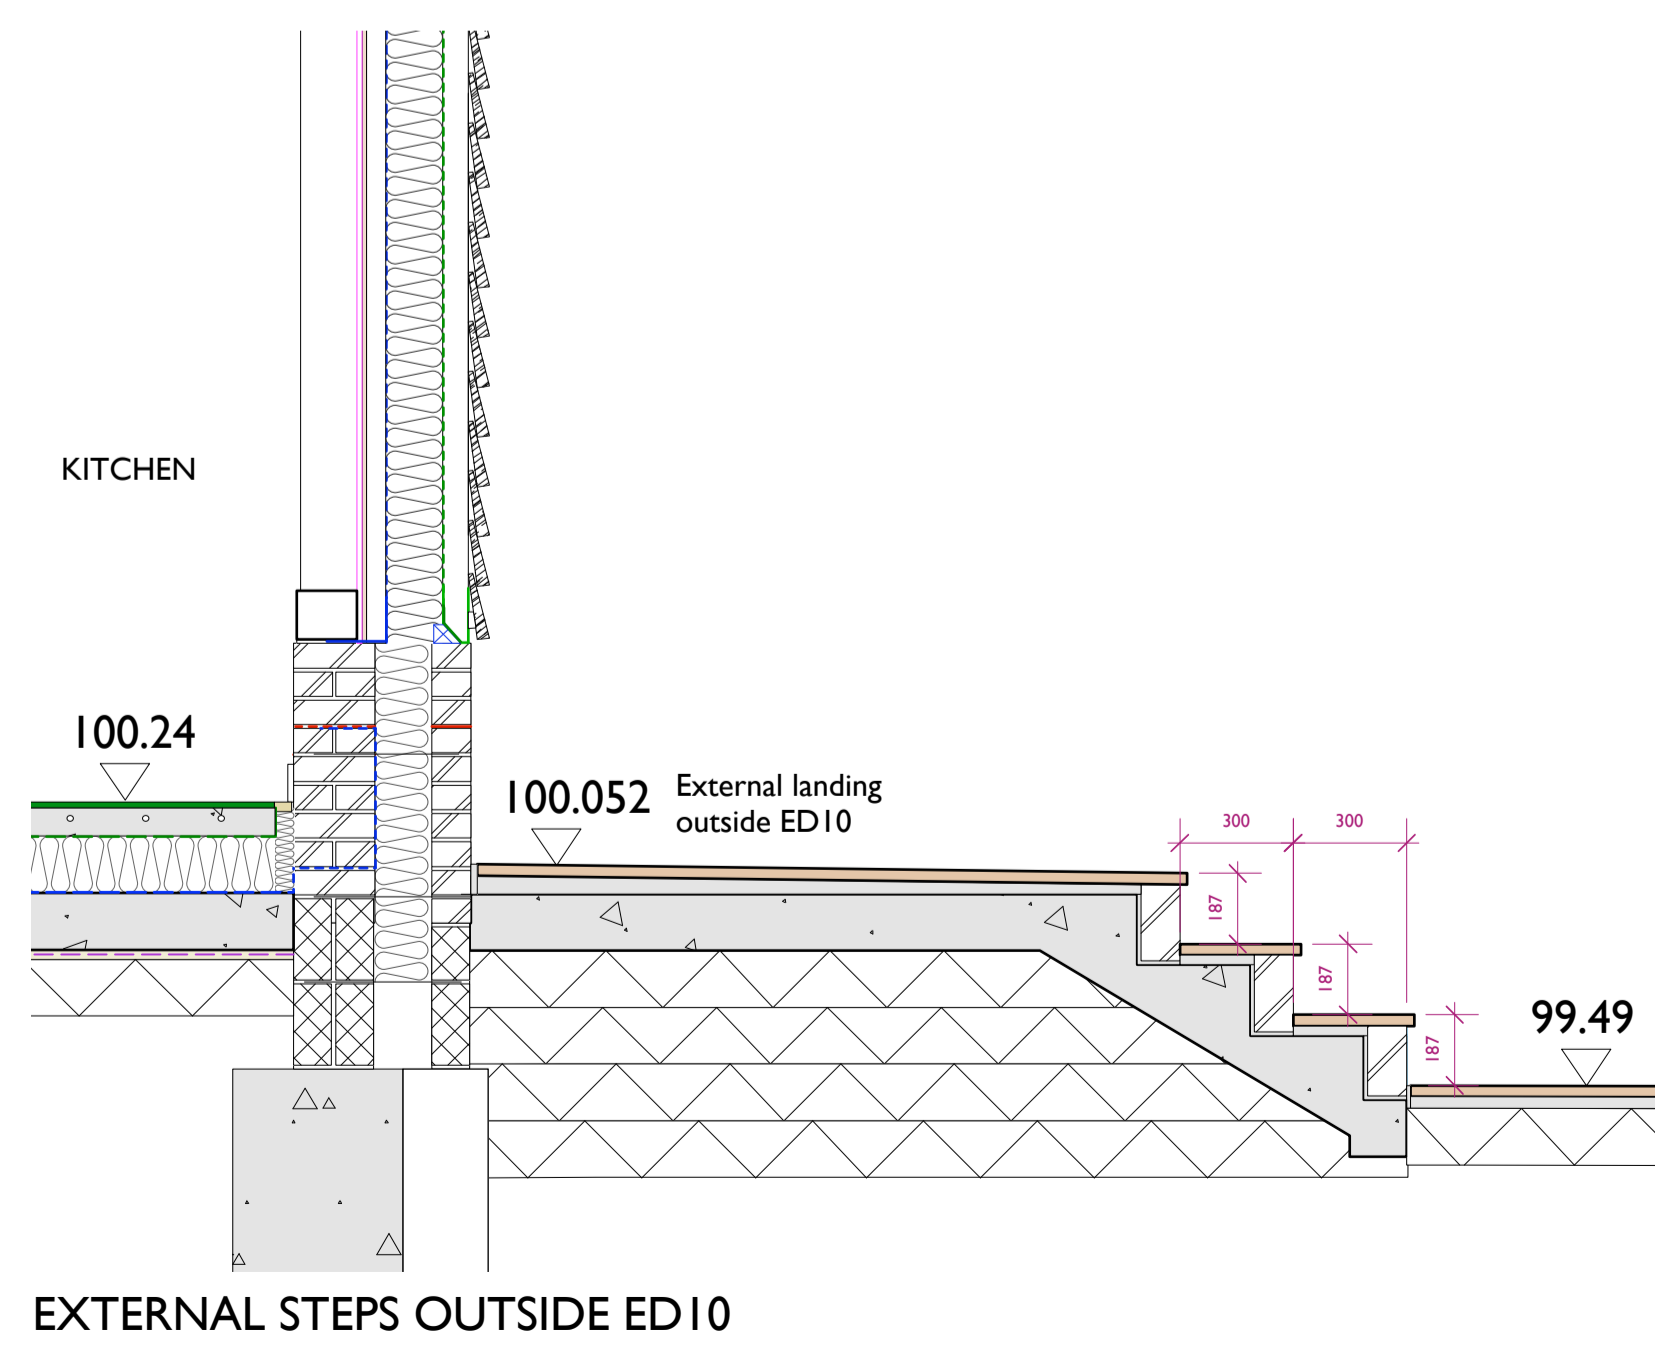 KITCHEN
100.24
100.052
External landing
outside ED10
300
300
187
187
187
99.49
EXTERNAL STEPS OUTSIDE ED10